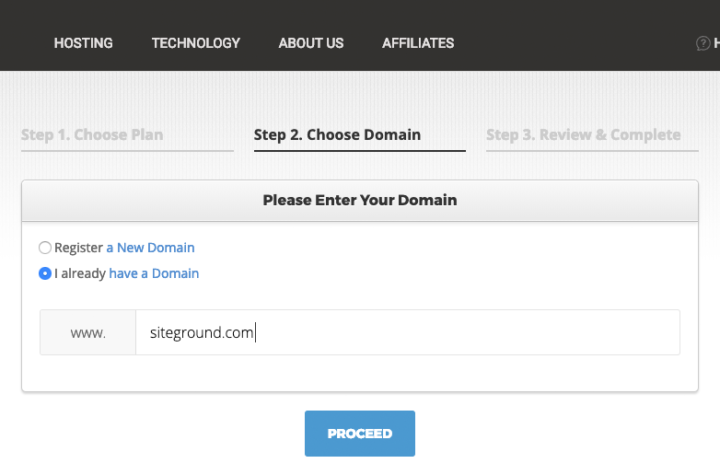 HOSTING TECHNOLOGY ABOUT US AFFILIATES
Step 1. Choose Plan Step 2. Choose Domain Step 3. Review & Complete
Please Enter Your Domain
Register a New Domain
I already have a Domain
www. siteground.com
PROCEED